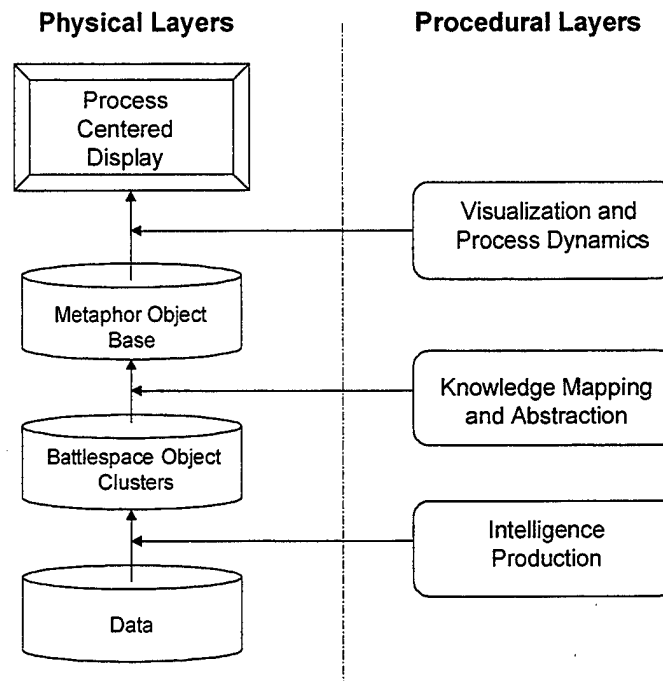 Physical Layers
Procedural Layers
Process
Centered
Display
Visualization and
Process Dynamics
Metaphor Object
Base
Knowledge Mapping
and Abstraction
Battlespace Object
Clusters
Intelligence
Production
Data